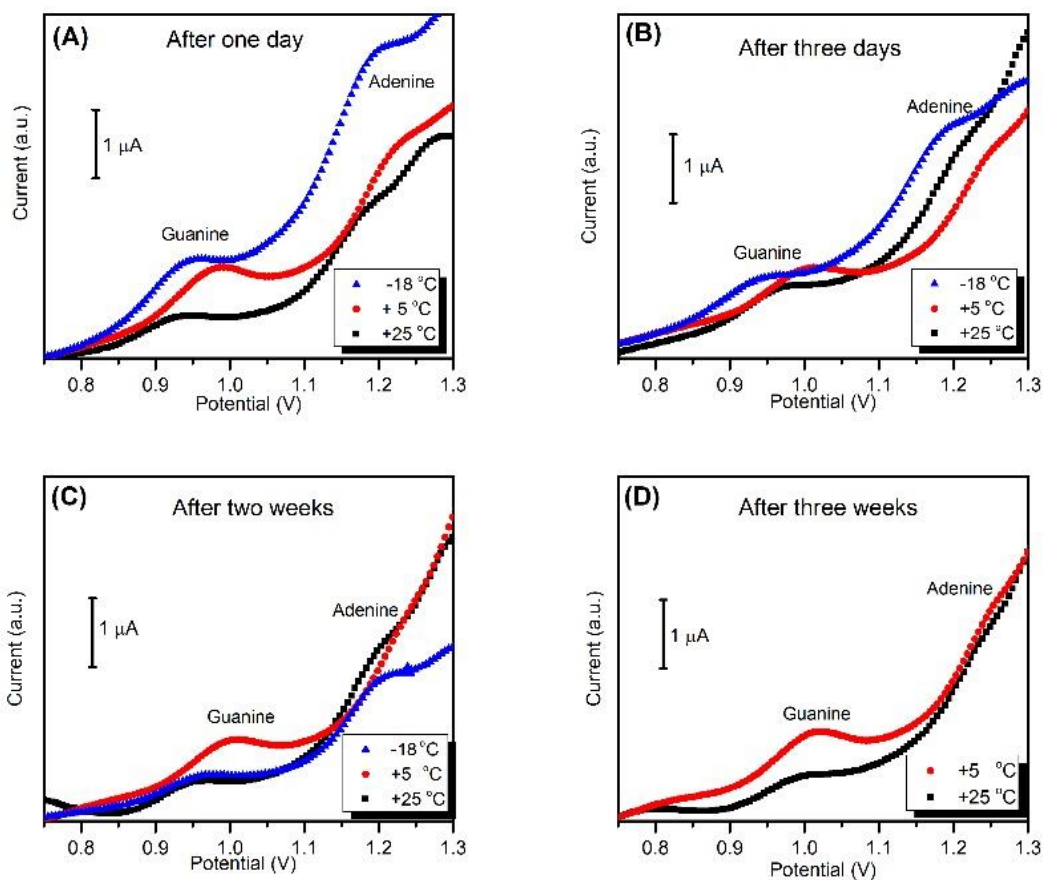 (A)
After one day
Adenine
1 μA
Guanine
-18 °C
+ 5 °C
+25 °C
Current (a.u.)
0.8 0.9 1.0 1.1 1.2 1.3
Potential (V)
(B)
After three days
Adenine
1 μA
Guanine
-18 °C
+5 °C
+25 °C
Current (a.u.)
0.8 0.9 1.0 1.1 1.2 1.3
Potential (V)
(C)
After two weeks
Adenine
1 μA
Guanine
-18 °C
+5 °C
+25 °C
Current (a.u.)
0.8 0.9 1.0 1.1 1.2 1.3
Potential (V)
(D)
After three weeks
Adenine
1 μA
Guanine
+5 °C
+25 °C
Current (a.u.)
0.8 0.9 1.0 1.1 1.2 1.3
Potential (V)